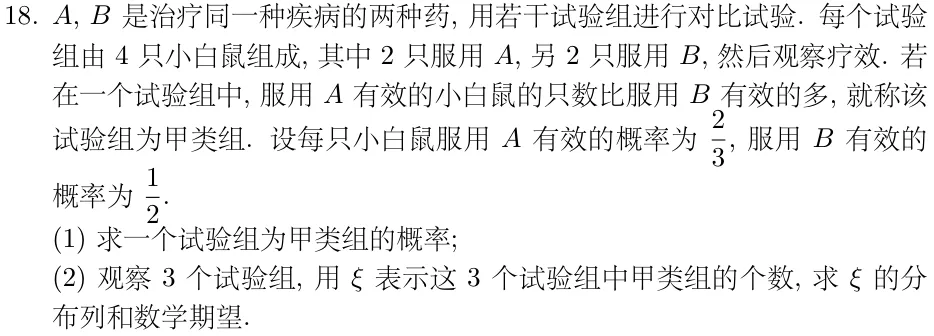 18. A, B 是治疗同一种疾病的两种药, 用若干试验组进行对比试验. 每个试验
组由 4 只小白鼠组成, 其中 2 只服用 A, 另 2 只服用 B, 然后观察疗效. 若
在一个试验组中, 服用 A 有效的小白鼠的只数比服用 B 有效的多, 就称该
试验组为甲类组. 设每只小白鼠服用 A 有效的概率为 2/3, 服用 B 有效的
概率为 1/2.
(1) 求一个试验组为甲类组的概率;
(2) 观察 3 个试验组, 用 ξ 表示这 3 个试验组中甲类组的个数, 求 ξ 的分
布列和数学期望.